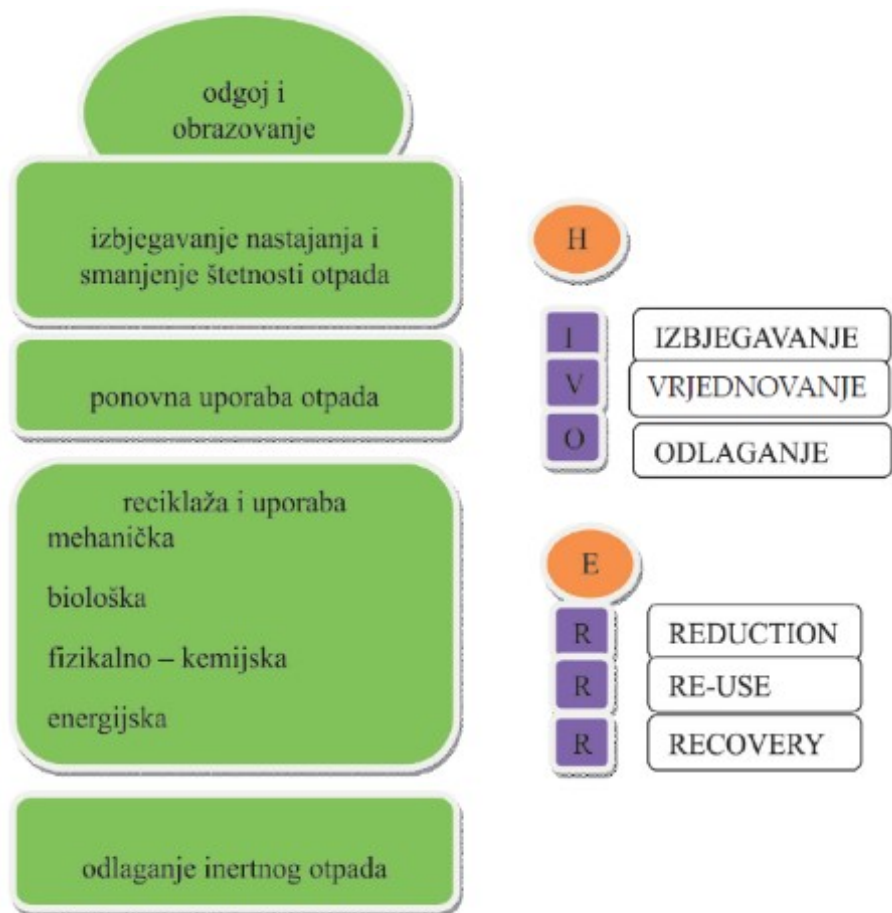 odgoj i
obrazovanje
izbjegavanje nastajanja i
smanjenje štetnosti otpada
ponovna uporaba otpada
reciklaža i uporaba
mehanička
biološka
fizikalno – kemijska
energijska
odlaganje inertnog otpada
H
I IZBJEGAVANJE
V VRJEDNOVANJE
O ODLAGANJE
E
R REDUCTION
R RE-USE
R RECOVERY